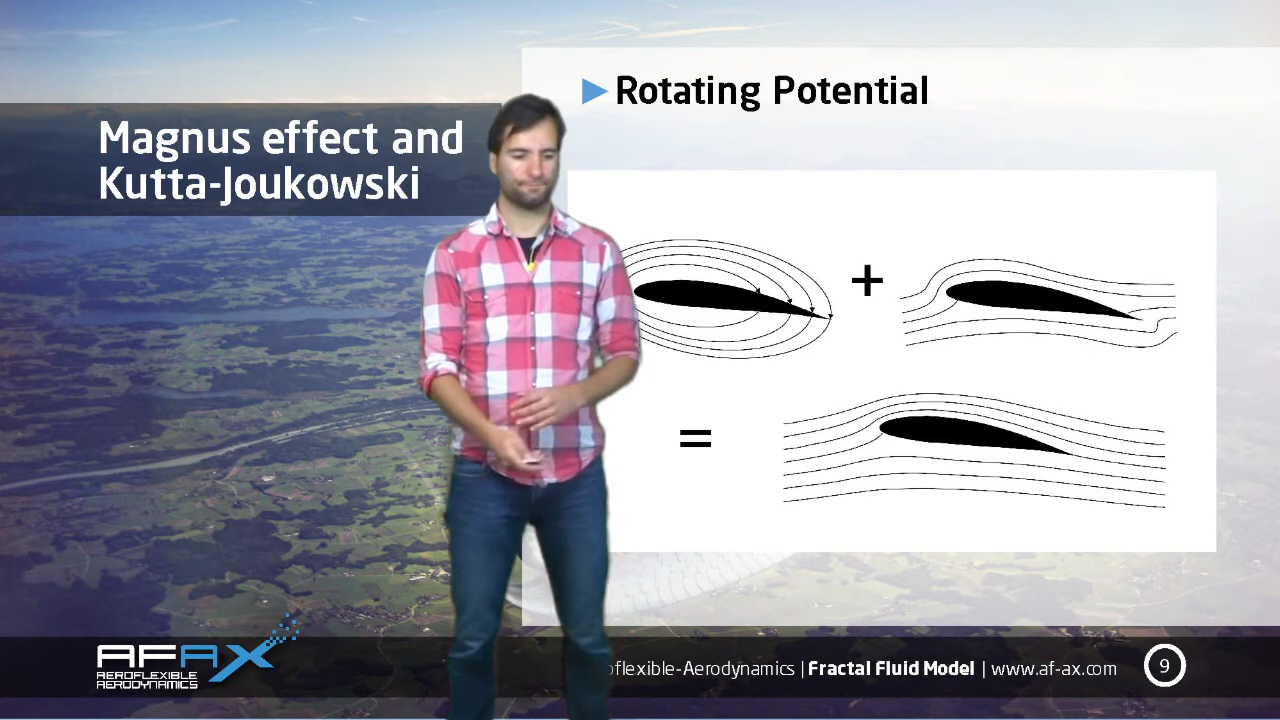 Rotating Potential
Magnus effect and
Kutta-Joukowski
+
=
AFAX
AEROFLEXIBLE
AERODYNAMICS
oflexible-Aerodynamics | Fractal Fluid Model | www.af-ax.com
9